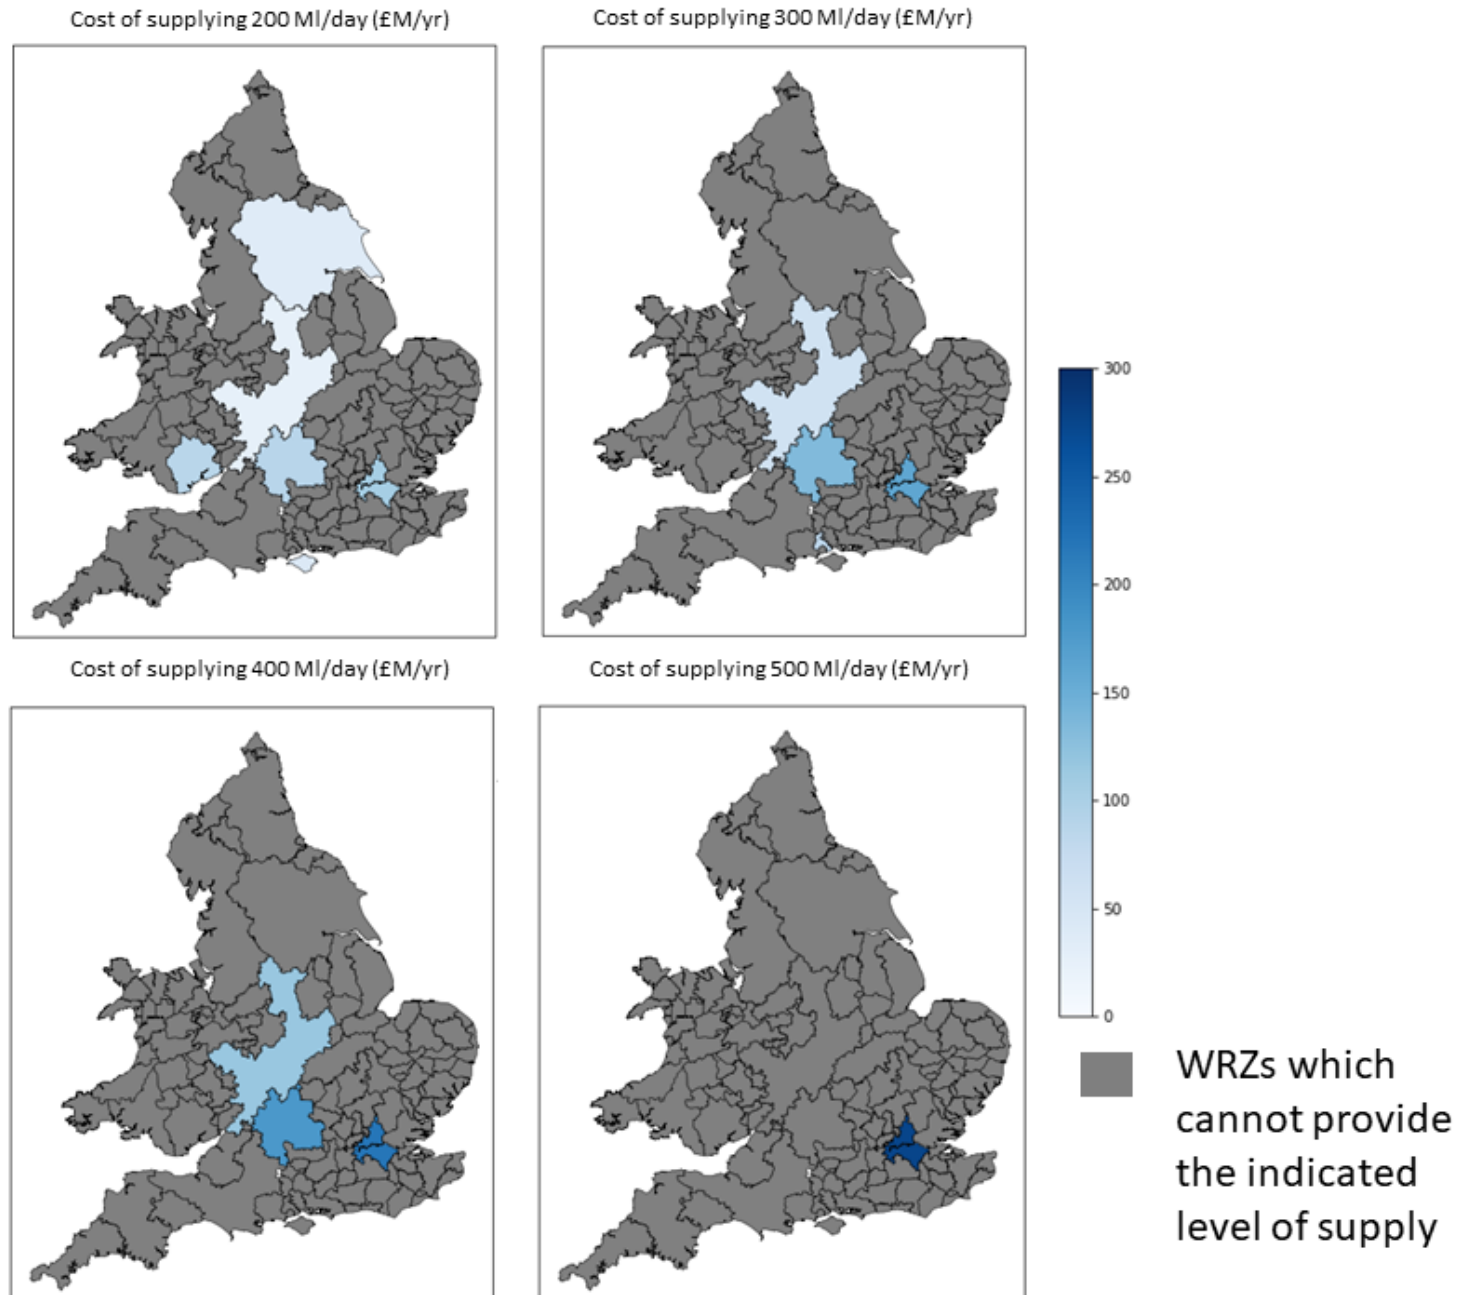 Cost of supplying 200 Ml/day (£M/yr)
Cost of supplying 300 Ml/day (£M/yr)
Cost of supplying 400 Ml/day (£M/yr)
Cost of supplying 500 Ml/day (£M/yr)
300
250
200
150
100
50
0
WRZs which
cannot provide
the indicated
level of supply